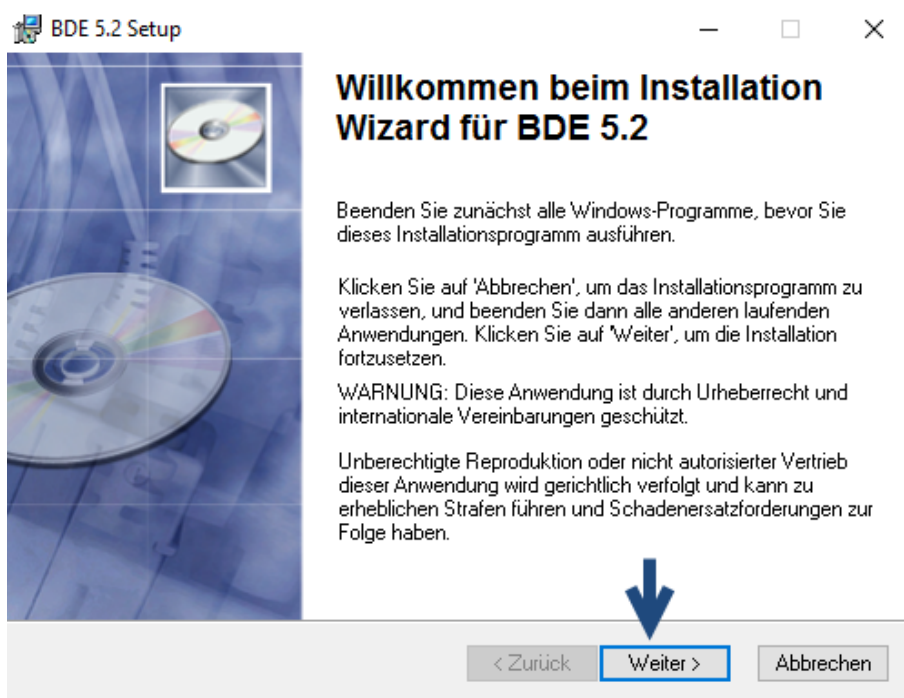 BDE 5.2 Setup
Willkommen beim Installation
Wizard für BDE 5.2
Beenden Sie zunächst alle Windows-Programme, bevor Sie
dieses Installationsprogramm ausführen.
Klicken Sie auf 'Abbrechen', um das Installationsprogramm zu
verlassen, und beenden Sie dann alle anderen laufenden
Anwendungen. Klicken Sie auf 'Weiter', um die Installation
fortzusetzen.
WARNUNG: Diese Anwendung ist durch Urheberrecht und
internationale Vereinbarungen geschützt.
Unberechtigte Reproduktion oder nicht autorisierter Vertrieb
dieser Anwendung wird gerichtlich verfolgt und kann zu
erheblichen Strafen führen und Schadenersatzforderungen zur
Folge haben.
< Zurück Weiter > Abbrechen